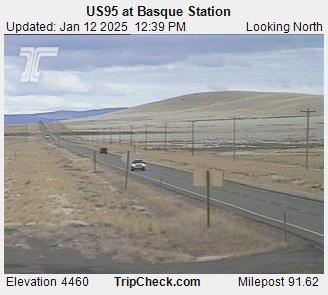 US95 at Basque Station
Updated: Jan 12 2025 12:39 PM Looking North
Elevation 4460 TripCheck.com Milepost 91.62